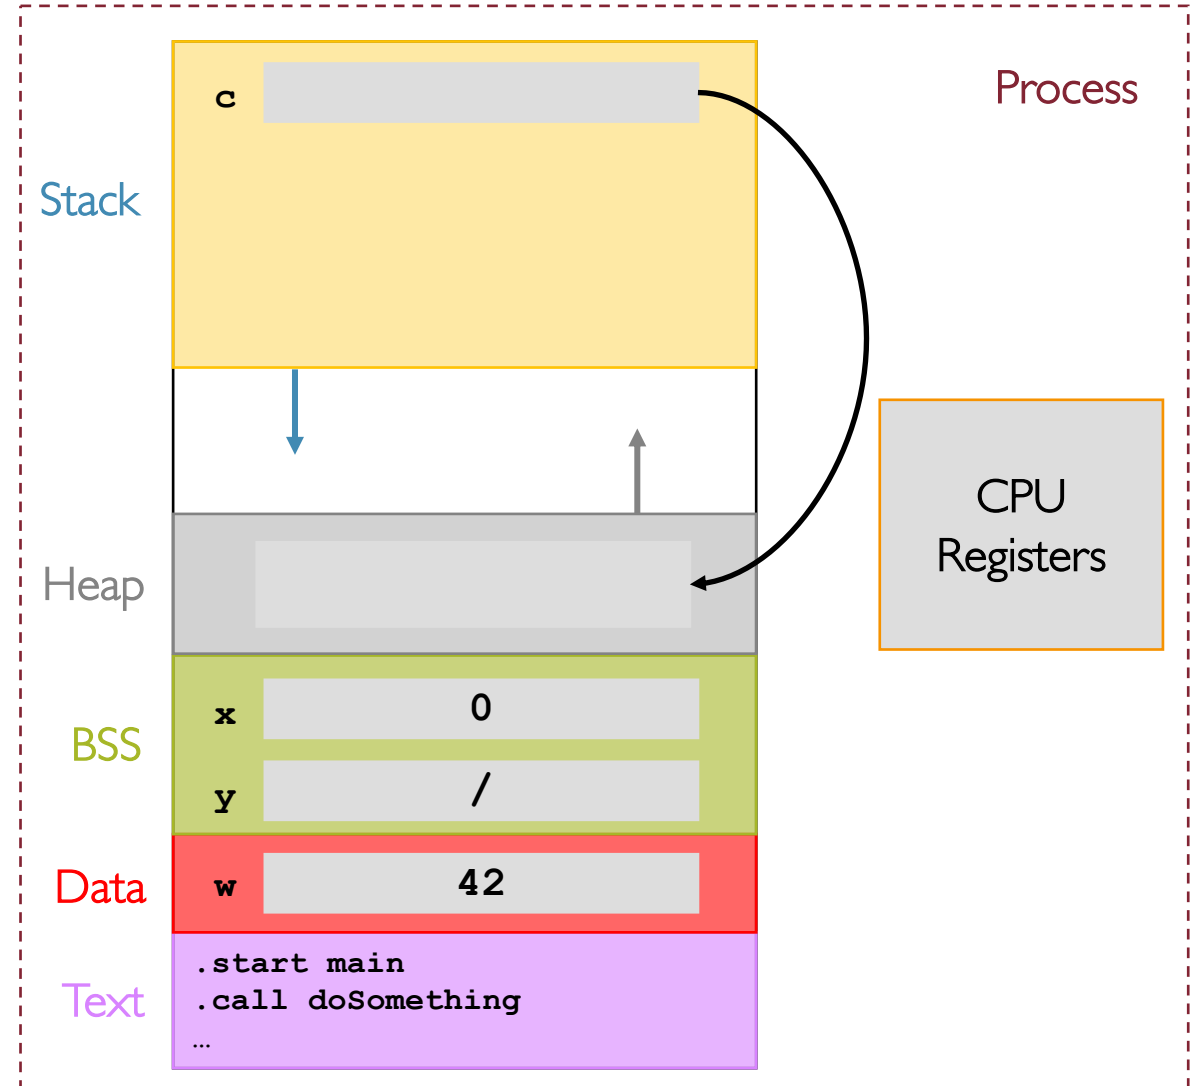 Process
c
Stack
CPU
Registers
Heap
x 0
BSS
y /
Data w 42
.start main
.call doSomething
Text
…